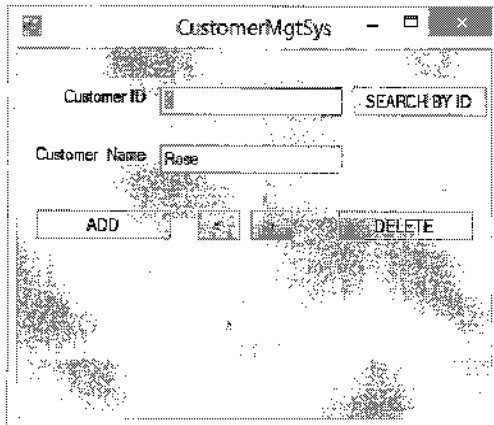 CustomerMgtSys
Customer ID SEARCH BY ID
Customer Name Rose
ADD < DELETE